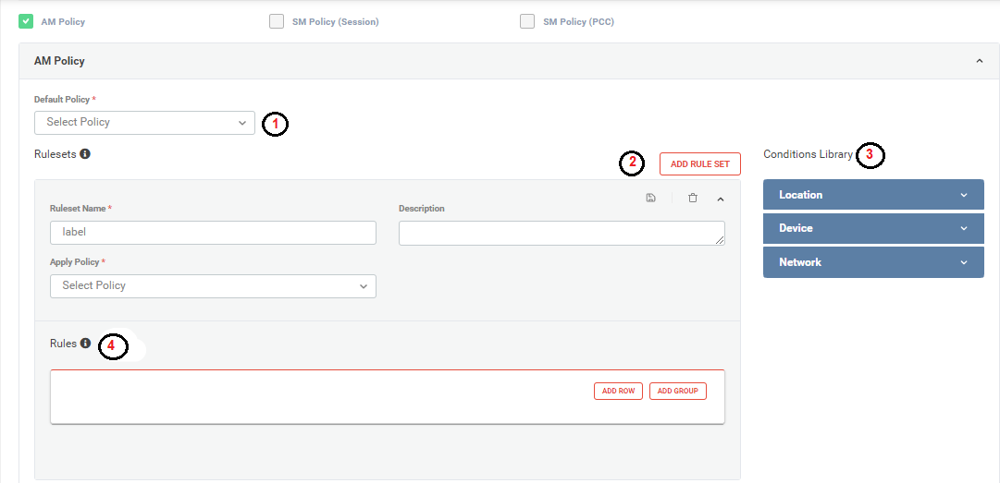 AM Policy
SM Policy (Session)
SM Policy (PCC)
AM Policy
Default Policy *
Select Policy
1
Rulesets
2
ADD RULE SET
Conditions Library
3
Ruleset Name *
label
Description
Apply Policy *
Select Policy
Location
Device
Network
Rules
4
ADD ROW
ADD GROUP